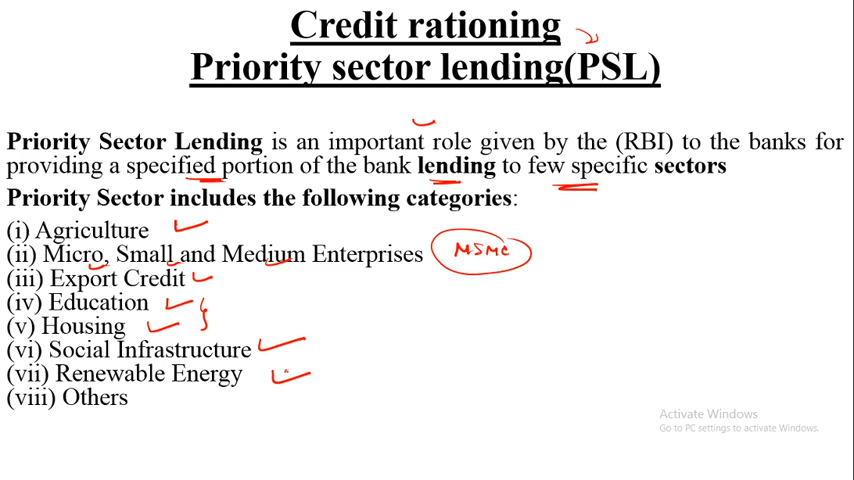 Credit rationing
Priority sector lending(PSL)
Priority Sector Lending is an important role given by the (RBI) to the banks for
providing a specified portion of the bank lending to few specific sectors
Priority Sector includes the following categories:
(i) Agriculture
(ii) Micro, Small and Medium Enterprises MSME
(iii) Export Credit
(iv) Education
(v) Housing
(vi) Social Infrastructure
(vii) Renewable Energy
(viii) Others
Activate Windows
Go to PC settings to activate Windows.